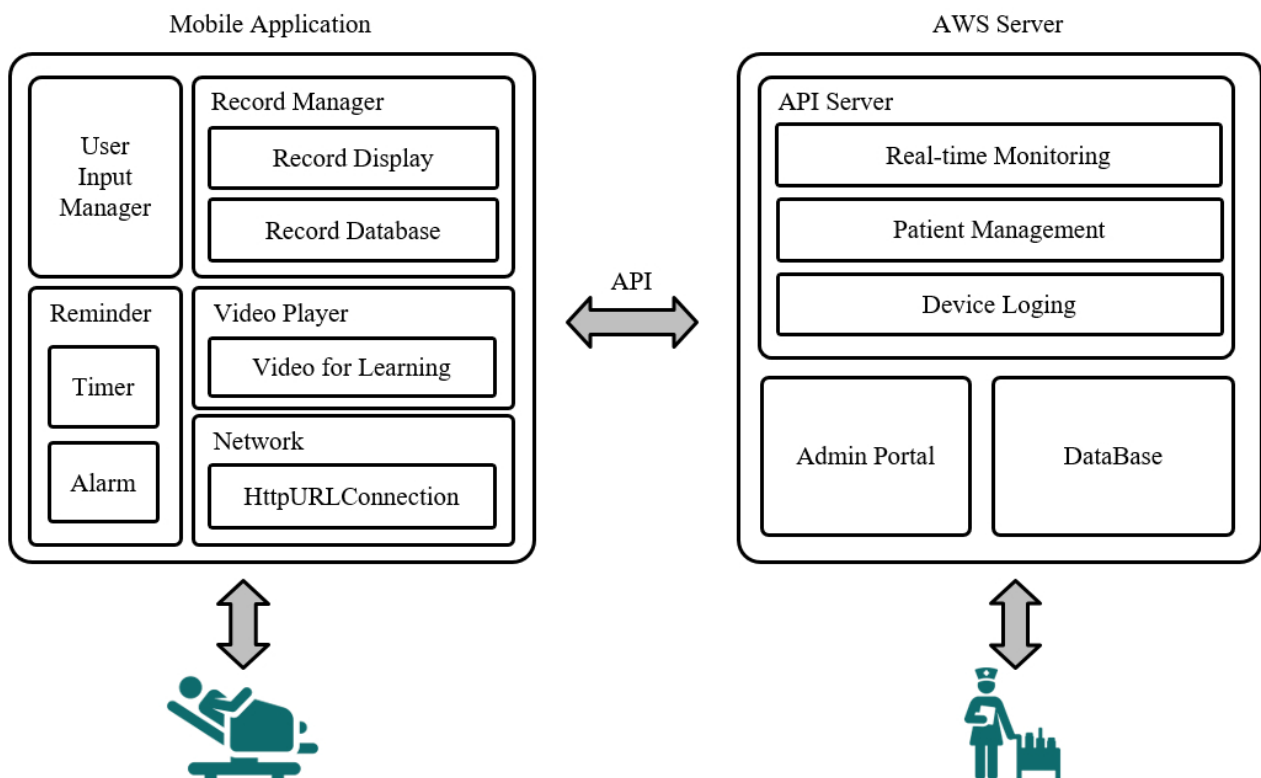 Mobile Application
User
Input
Manager
Record Manager
Record Display
Record Database
Reminder
Timer
Alarm
Video Player
Video for Learning
Network
HttpURLConnection
API
AWS Server
API Server
Real-time Monitoring
Patient Management
Device Loging
Admin Portal
DataBase